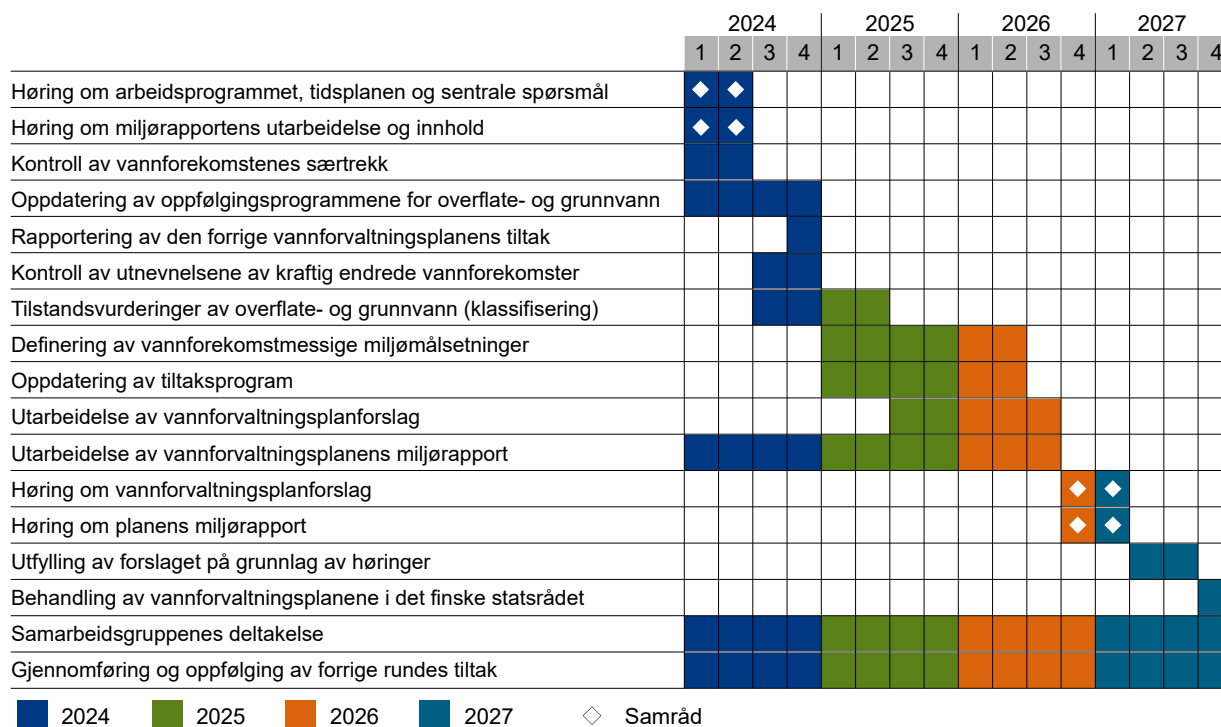 2024 2025 2026 2027
1 2 3 4 1 2 3 4 1 2 3 4 1 2 3 4
Høring om arbeidsprogrammet, tidsplanen og sentrale spørsmål
Høring om miljørapportens utarbeidelse og innhold
Kontroll av vannforekomstenes særtrekk
Oppdatering av oppfølgingsprogrammene for overflate- og grunnvann
Rapportering av den forrige vannforvaltningsplanens tiltak
Kontroll av utnevnelsene av kraftig endrede vannforekomster
Tilstandsvurderinger av overflate- og grunnvann (klassifisering)
Definering av vannforekomstmessige miljømålsetninger
Oppdatering av tiltaksprogram
Utarbeidelse av vannforvaltningsplanforslag
Utarbeidelse av vannforvaltningsplanens miljørapport
Høring om vannforvaltningsplanforslag
Høring om planens miljørapport
Utfylling av forslaget på grunnlag av høringer
Behandling av vannforvaltningsplanene i det finske statsrådet
Samarbeidsgruppenes deltakelse
Gjennomføring og oppfølging av forrige rundes tiltak
2024 2025 2026 2027 Samråd